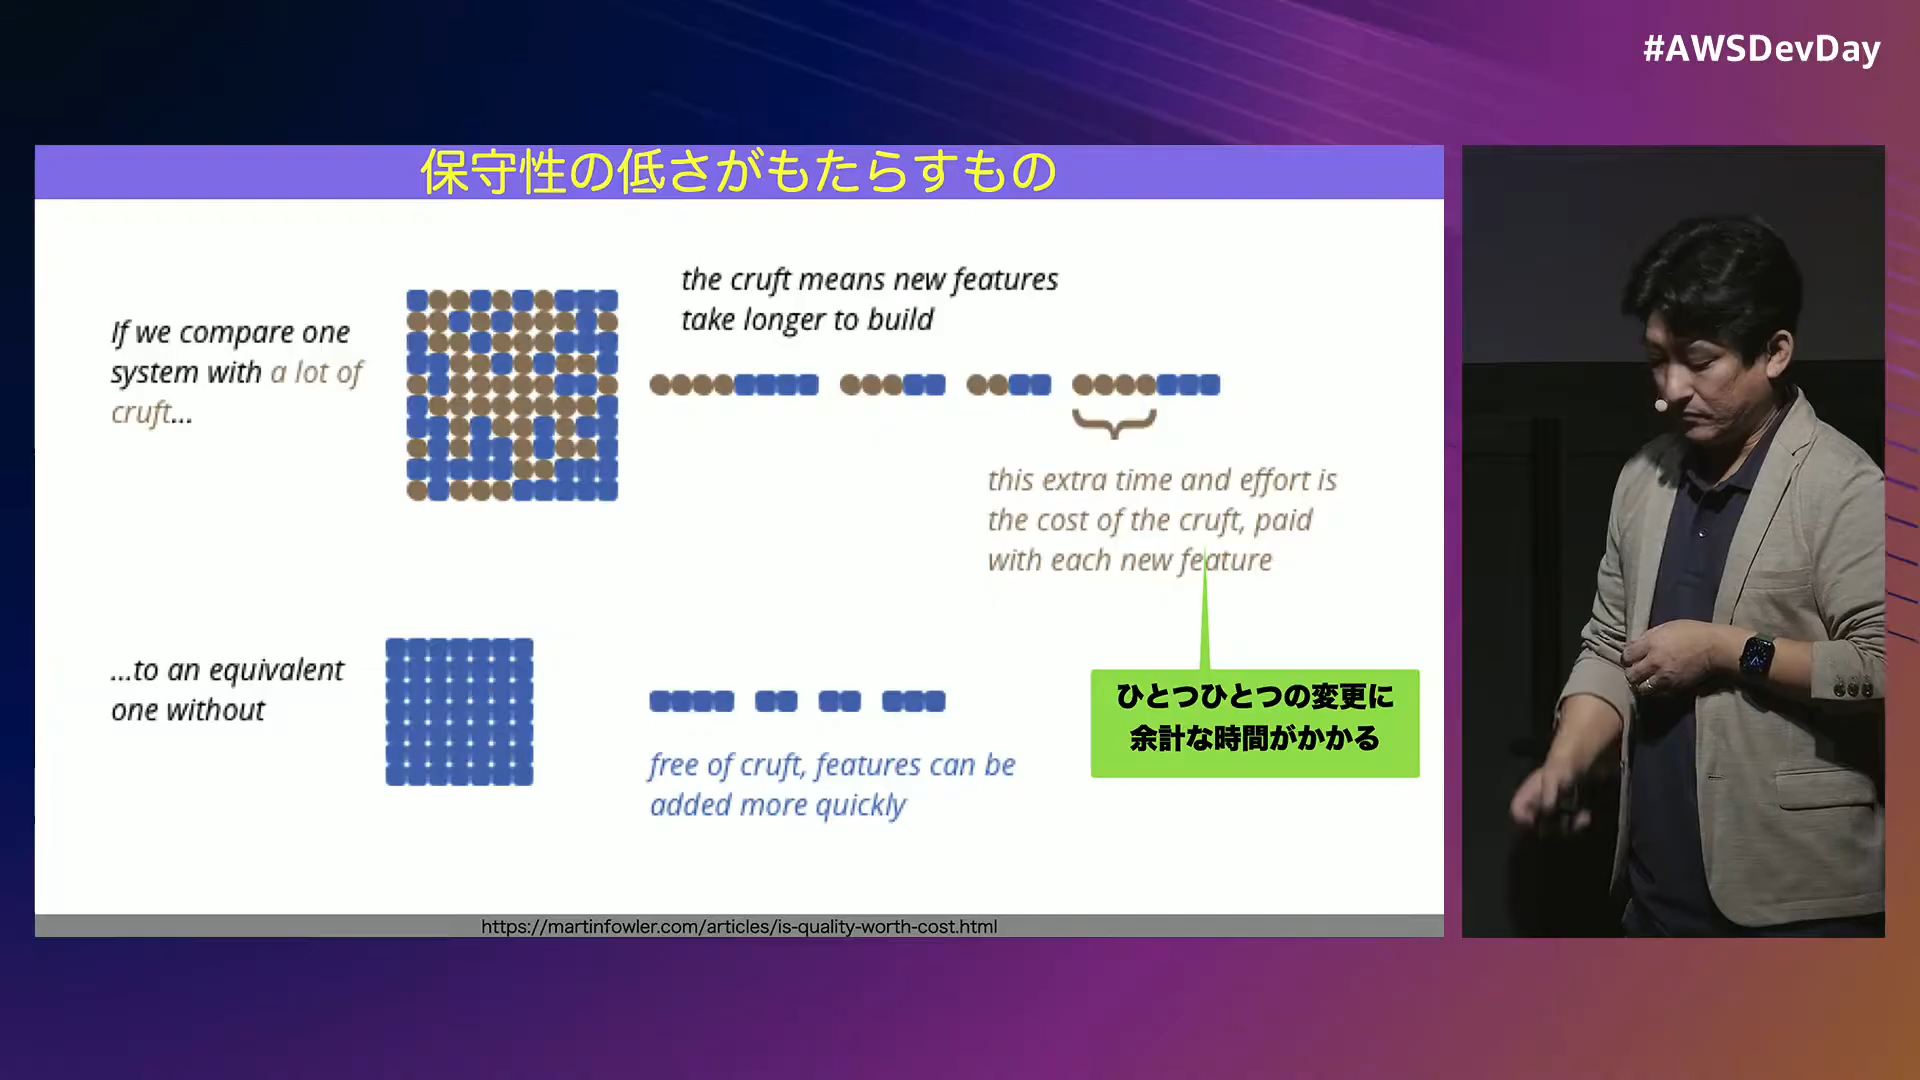 #AWSDevDay
保守性の低さがもたらすもの
the cruft means new features
take longer to build
If we compare one
system with a lot of
cruft...
this extra time and effort is
the cost of the cruft, paid
with each new feature
...to an equivalent
one without
ひとつひとつの変更に
余計な時間がかかる
free of cruft, features can be
added more quickly
https://martinfowler.com/articles/is-quality-worth-cost.html